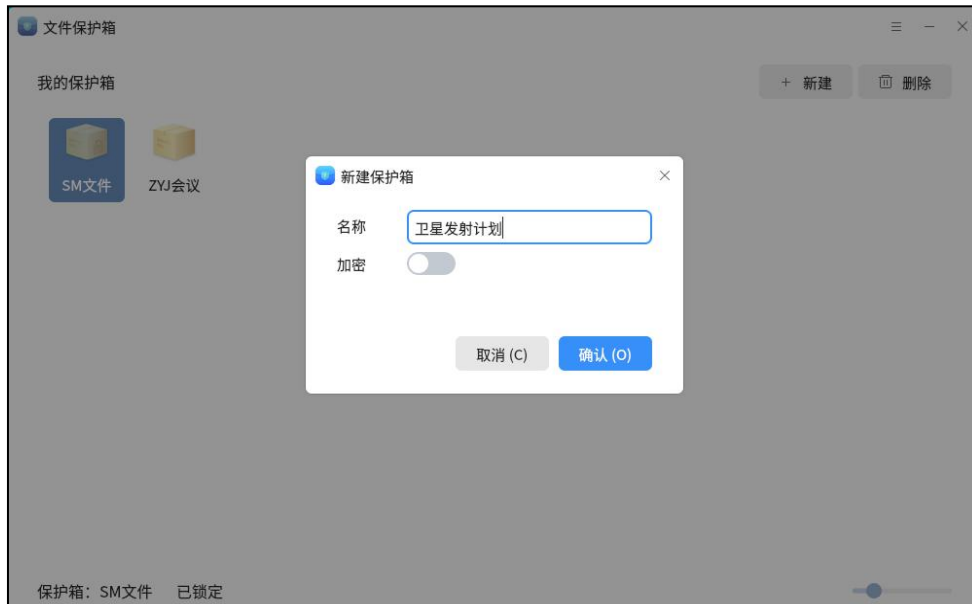 文件保护箱
我的保护箱
+ 新建 删除
SM文件 ZYJ会议
新建保护箱
名称 卫星发射计划
加密
取消 (C) 确认 (O)
保护箱：SM文件 已锁定